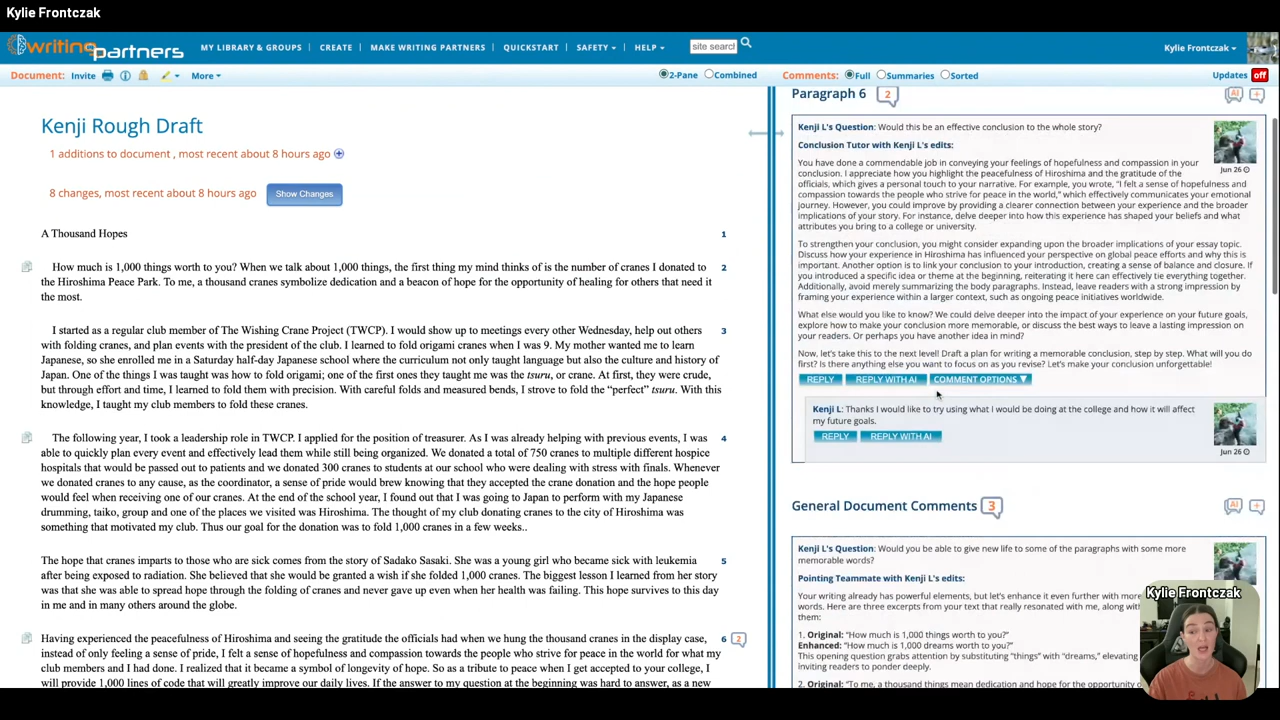 Kylie Frontczak
writing partners MY LIBRARY & GROUPS | CREATE | MAKE WRITING PARTNERS | QUICKSTART | SAFETY | HELP site search Kylie Frontczak
Document: Invite More 2-Pane Combined Comments: Full Summaries Sorted Updates off
Kenji Rough Draft
1 additions to document , most recent about 8 hours ago
8 changes, most recent about 8 hours ago Show Changes
A Thousand Hopes 1
How much is 1,000 things worth to you? When we talk about 1,000 things, the first thing my mind thinks of is the number of cranes I donated to 2
the Hiroshima Peace Park. To me, a thousand cranes symbolize dedication and a beacon of hope for the opportunity of healing for others that need it
the most.
I started as a regular club member of The Wishing Crane Project (TWCP). I would show up to meetings every other Wednesday, help out others 3
with folding cranes, and plan events with the president of the club. I learned to fold origami cranes when I was 9. My mother wanted me to learn
Japanese, so she enrolled me in a Saturday half-day Japanese school where the curriculum not only taught language but also the culture and history of
Japan. One of the things I was taught was how to fold origami; one of the first ones they taught me was the tsuru, or crane. At first, they were crude,
but through effort and time, I learned to fold them with precision. With careful folds and measured bends, I strove to fold the “perfect” tsuru. With this
knowledge, I taught my club members to fold these cranes.
The following year, I took a leadership role in TWCP. I applied for the position of treasurer. As I was already helping with previous events, I was 4
able to quickly plan every event and effectively lead them while still being organized. We donated a total of 750 cranes to multiple different hospice
hospitals that would be passed out to patients and we donated 300 cranes to students at our school who were dealing with stress with finals. Whenever
we donated cranes to any cause, as the coordinator, a sense of pride would brew knowing that they accepted the crane donation and the hope people
would feel when receiving one of our cranes. At the end of the school year, I found out that I was going to Japan to perform with my Japanese
drumming, taiko, group and one of the places we visited was Hiroshima. The thought of my club donating cranes to the city of Hiroshima was
something that motivated my club. Thus our goal for the donation was to fold 1,000 cranes in a few weeks..
The hope that cranes imparts to those who are sick comes from the story of Sadako Sasaki. She was a young girl who became sick with leukemia 5
after being exposed to radiation. She believed that she would be granted a wish if she folded 1,000 cranes. The biggest lesson I learned from her story
was that she was able to spread hope through the folding of cranes and never gave up even when her health was failing. This hope survives to this day
in me and in many others around the globe.
Having experienced the peacefulness of Hiroshima and seeing the gratitude the officials had when we hung the thousand cranes in the display case, 6 2
instead of only feeling a sense of pride, I felt a sense of hopefulness and compassion towards the people who strive for peace in the world for what my
club members and I had done. I realized that it became a symbol of longevity of hope. So as a tribute to peace when I get accepted to your college, I
will provide 1,000 lines of code that will greatly improve our daily lives. If the answer to my question at the beginning was hard to answer, as a new
Paragraph 6 2 AI
Kenji L's Question: Would this be an effective conclusion to the whole story?
Conclusion Tutor with Kenji L's edits:
Jun 26
You have done a commendable job in conveying your feelings of hopefulness and compassion in your
conclusion. I appreciate how you highlight the peacefulness of Hiroshima and the gratitude of the
officials, which gives a personal touch to your narrative. For example, you wrote, "I felt a sense of hopefulness and
compassion towards the people who strive for peace in the world," which effectively communicates your emotional
journey. However, you could improve by providing a clearer connection between your experience and the broader
implications of your story. For instance, delve deeper into how this experience has shaped your beliefs and what
attributes you bring to a college or university.
To strengthen your conclusion, you might consider expanding upon the broader implications of your essay topic.
Discuss how your experience in Hiroshima has influenced your perspective on global peace efforts and why this is
important. Another option is to link your conclusion to your introduction, creating a sense of balance and closure. If
you introduced a specific idea or theme at the beginning, reiterating it here can effectively tie everything together.
Additionally, avoid merely summarizing the body paragraphs. Instead, leave readers with a strong impression by
framing your experience within a larger context, such as ongoing peace initiatives worldwide.
What else would you like to know? We could delve deeper into the impact of your experience on your future goals,
explore how to make your conclusion more memorable, or discuss the best ways to leave a lasting impression on
your readers. Or perhaps you have another idea in mind?
Now, let's take this to the next level! Draft a plan for writing a memorable conclusion, step by step. What will you do
first? Is there anything else you want to focus on as you revise? Let's make your conclusion unforgettable!
REPLY REPLY WITH AI COMMENT OPTIONS ▼
Kenji L: Thanks I would like to try using what I would be doing at the college and how it will affect
my future goals.
REPLY REPLY WITH AI
Jun 26
General Document Comments 3 AI
Kenji L's Question: Would you be able to give new life to some of the paragraphs with some more
memorable words?
Pointing Teammate with Kenji L's edits:
Your writing already has powerful elements, but let's enhance it even further with more
words. Here are three excerpts from your text that really resonated with me, along with
them:
1. Original: "How much is 1,000 things worth to you?"
Enhanced: "How much is 1,000 dreams worth to you?"
This opening question grabs attention by substituting "things" with "dreams," elevating
inviting readers to ponder deeply.
2. Original: "To me, a thousand things mean dedication and hope for the opportunity o
Kylie Frontczak